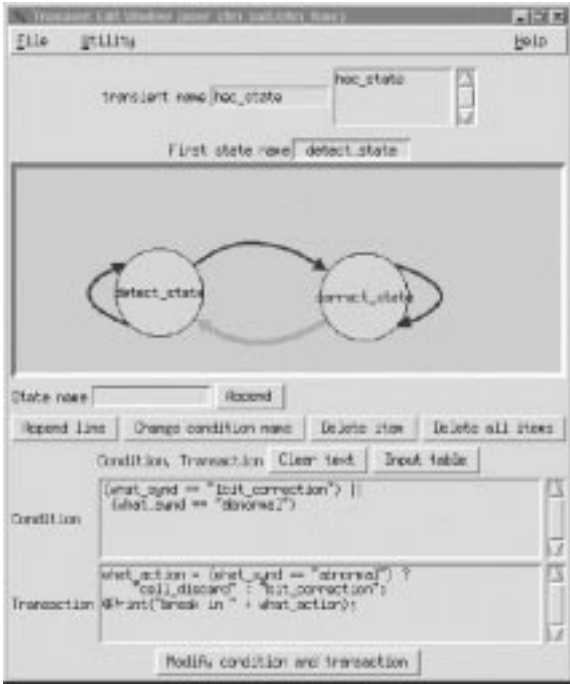 File Utility Help
hec_state
transient name hec_state
First state name detect_state
detect_state correct_state
State name Append
Append line Change condition name Delete item Delete all items
Condition, Transaction Clear text Input table
(what_synd == "1bit_correction") ||
Condition (what_synd == "abnormal")
what_action = (what_synd == "abnormal") ?
"cell_discard" : "bit_correction";
Transaction @Print("break in " + what_action);
Modify condition and transaction